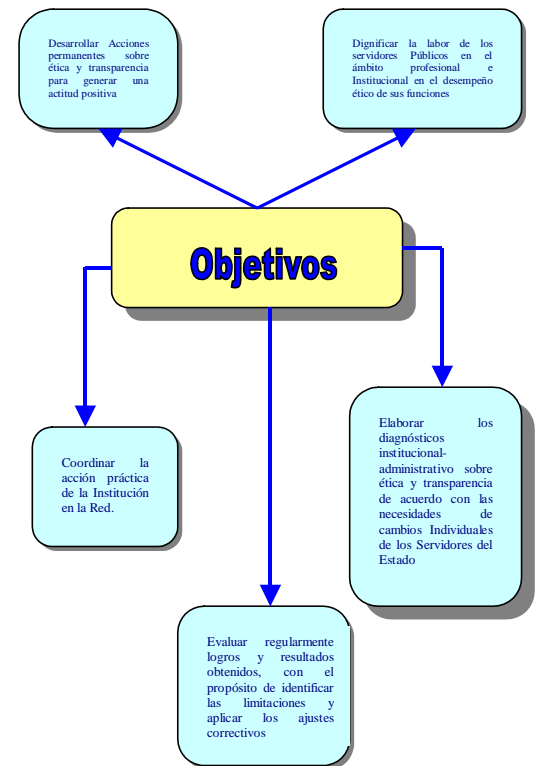 Desarrollar Acciones
permanentes sobre
ética y transparencia
para generar una
actitud positiva
Dignificar la labor de los
servidores Públicos en el
ámbito profesional e
Institucional en el desempeño
ético de sus funciones
Objetivos
Coordinar la
acción práctica
de la Institución
en la Red.
Elaborar los
diagnósticos
institucional-
administrativo sobre
ética y transparencia
de acuerdo con las
necesidades de
cambios Individuales
de los Servidores del
Estado
Evaluar regularmente
logros y resultados
obtenidos, con el
propósito de identificar
las limitaciones y
aplicar los ajustes
correctivos